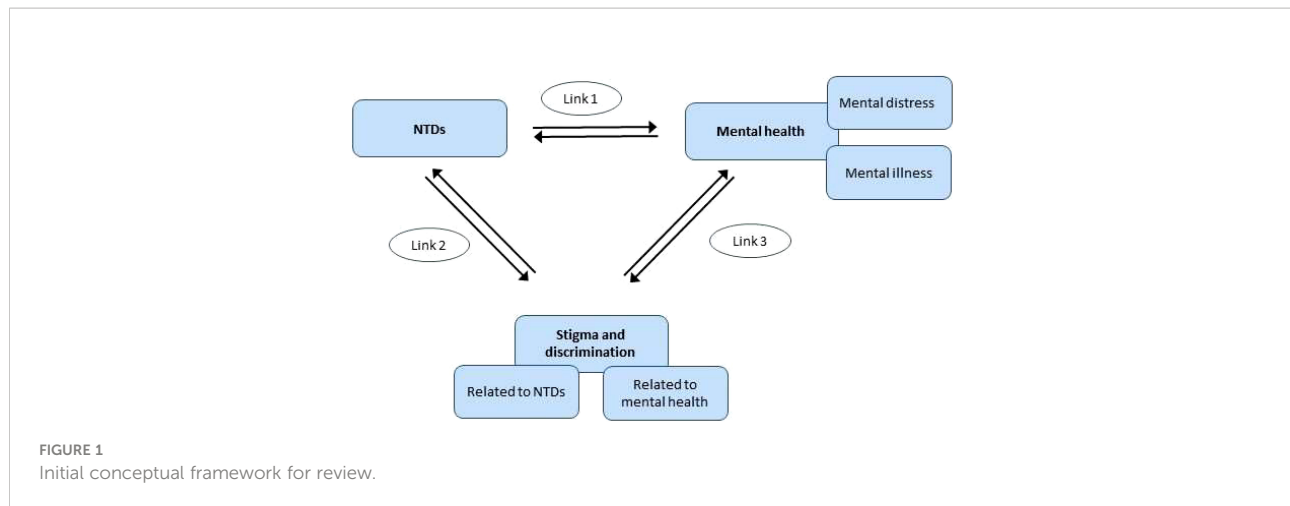 Link 1
NTDs
Mental health
Mental distress
Mental illness
Link 2
Link 3
Stigma and
discrimination
Related to NTDs
Related to
mental health
FIGURE 1
Initial conceptual framework for review.